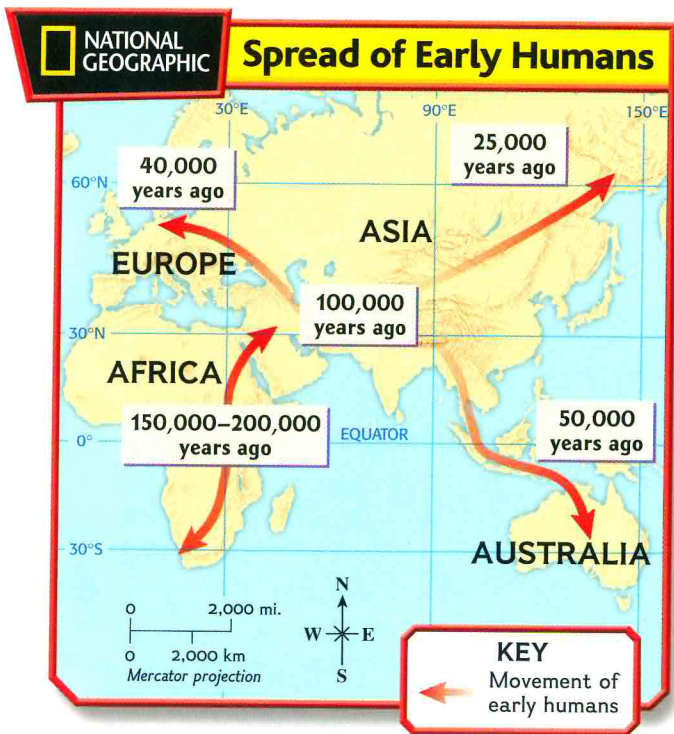 NATIONAL
GEOGRAPHIC
Spread of Early Humans
30°E
90°E
150°E
40,000
years ago
25,000
years ago
60°N
ASIA
EUROPE
100,000
years ago
30°N
AFRICA
150,000–200,000
years ago
50,000
years ago
0°
EQUATOR
30°S
AUSTRALIA
0 2,000 mi.
0 2,000 km
Mercator projection
N
W E
S
KEY
Movement of
early humans